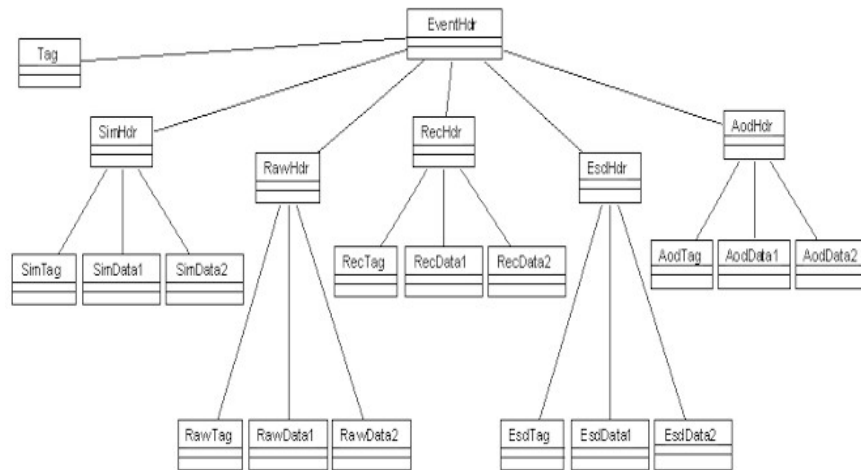 EventHdr
Tag
SimHdr
RecHdr
AodHdr
RawHdr
EsdHdr
SimTag
SimData1
SimData2
RecTag
RecData1
RecData2
AodTag
AodData1
AodData2
RawTag
RawData1
RawData2
EsdTag
EsdData1
EsdData2